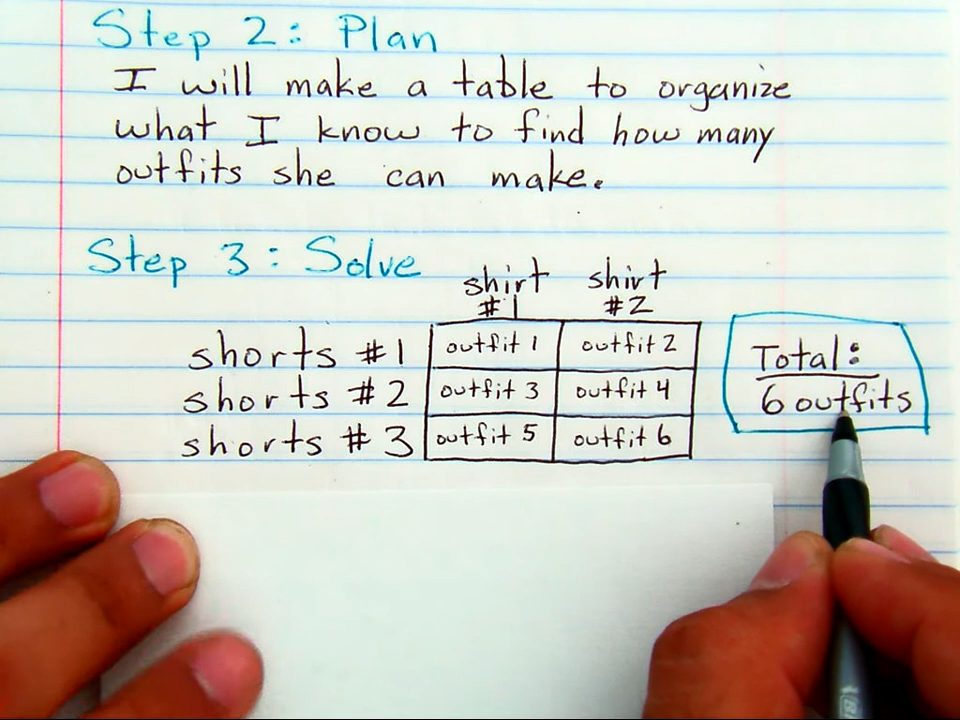 Step 2: Plan
I will make a table to organize
what I know to find how many
outfits she can make.
Step 3: Solve
shirt #1 shirt #2
shorts #1 outfit 1 outfit 2
shorts #2 outfit 3 outfit 4
shorts #3 outfit 5 outfit 6
Total:
6 outfits